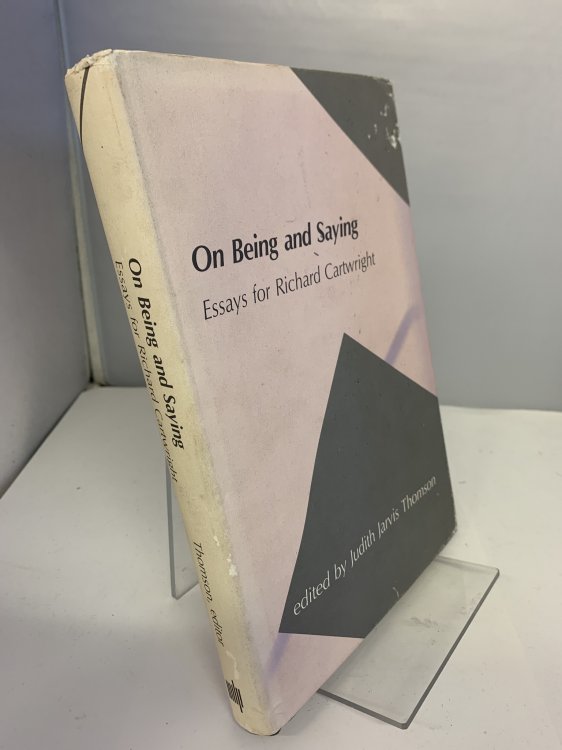 On Being and Saying
Essays for Richard Cartwright
edited by Judith Jarvis Thomson
On Being and Saying
Essays for Richard Cartwright
Thomson, editor